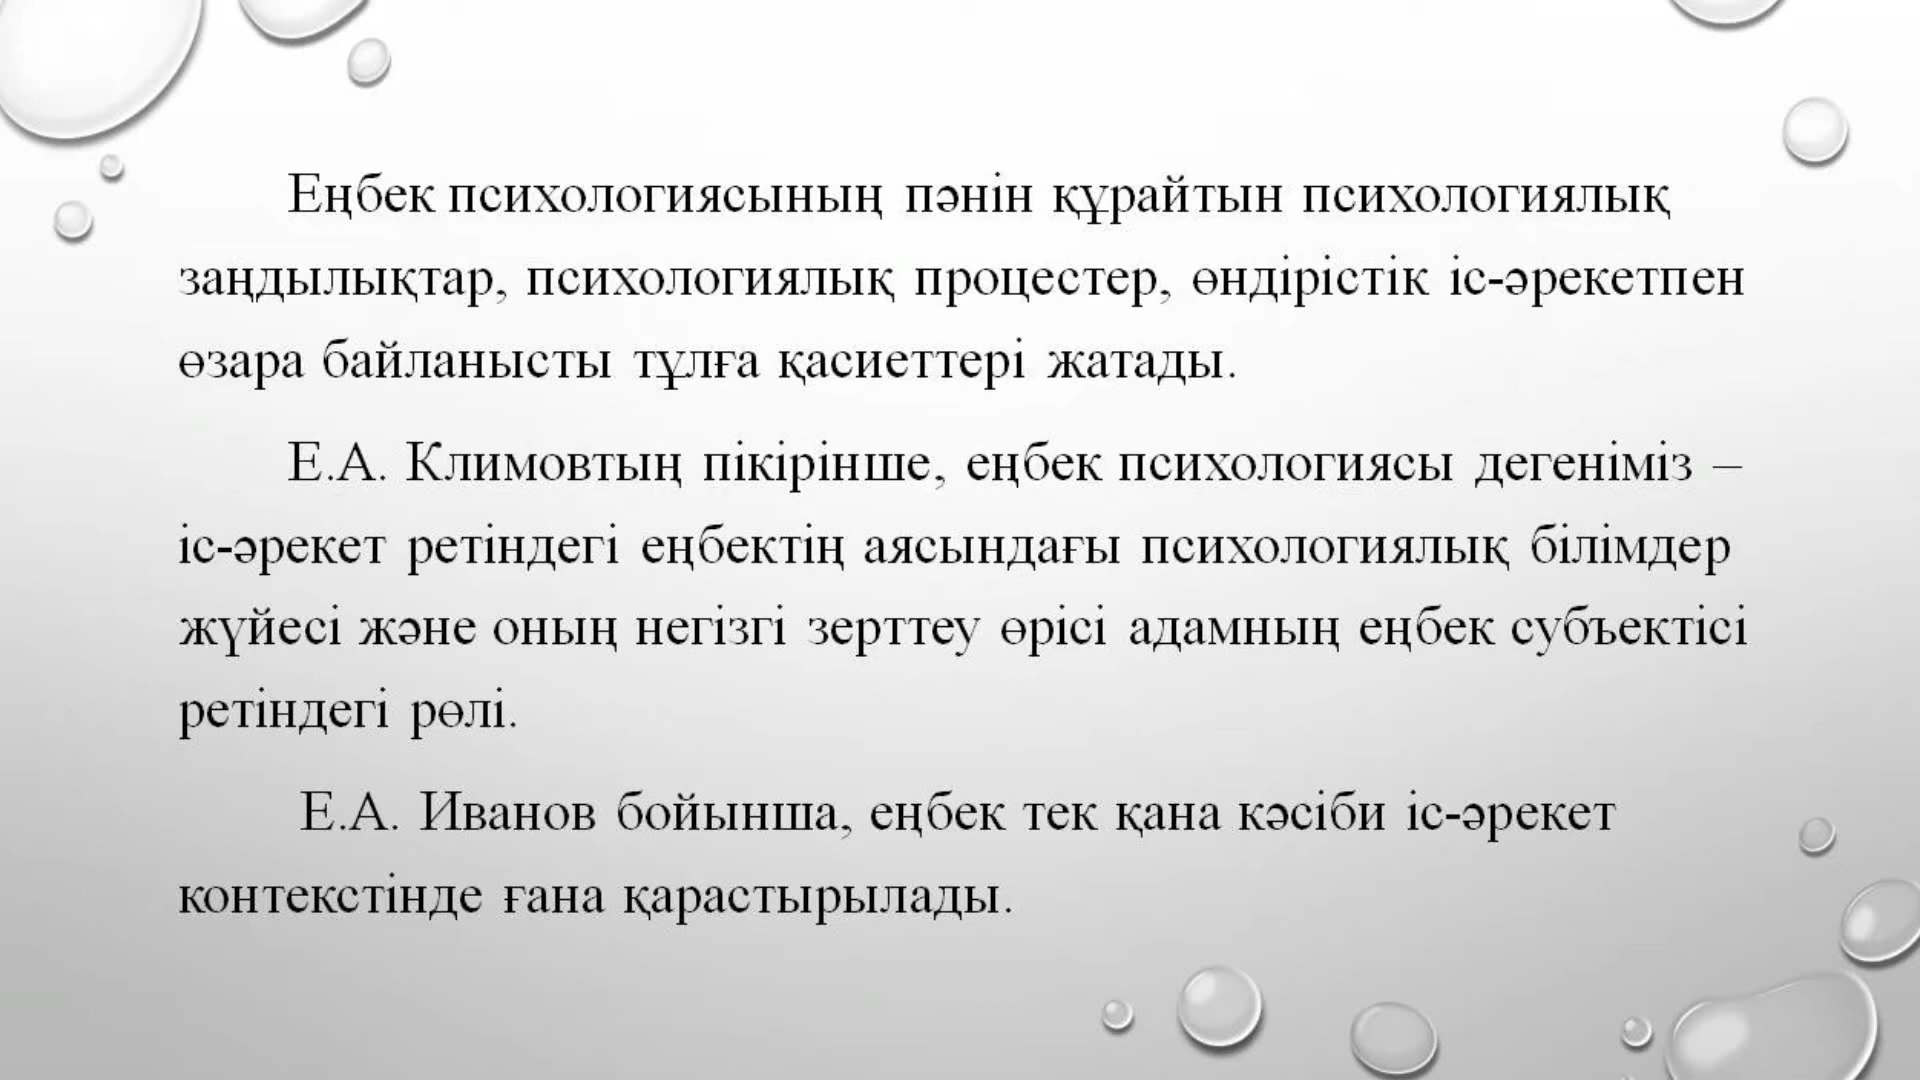 Еңбек психологиясының пәнін құрайтын психологиялық
заңдылықтар, психологиялық процестер, өндірістік іс-әрекетпен
өзара байланысты тұлға қасиеттері жатады.
Е.А. Климовтың пікірінше, еңбек психологиясы дегеніміз –
іс-әрекет ретіндегі еңбектің аясындағы психологиялық білімдер
жүйесі және оның негізгі зерттеу өрісі адамның еңбек субъектісі
ретіндегі рөлі.
Е.А. Иванов бойынша, еңбек тек қана кәсіби іс-әрекет
контекстінде ғана қарастырылады.